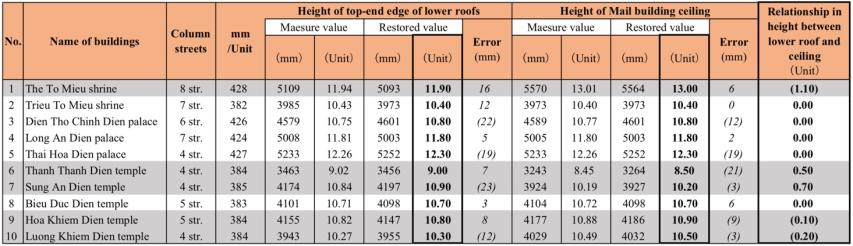 No. | Name of buildings | Column streets | mm /Unit | Height of top-end edge of lower roofs | Height of Mail building ceiling | Relationship in height between lower roof and ceiling (Unit)
Maesure value | Restored value | Error (mm) | Maesure value | Restored value | Error (mm)
(mm) | (Unit) | (mm) | (Unit) | (mm) | (Unit) | (mm) | (Unit)
1 | The To Mieu shrine | 8 str. | 428 | 5109 | 11.94 | 5093 | 11.90 | 16 | 5570 | 13.01 | 5564 | 13.00 | 6 | (1.10)
2 | Trieu To Mieu shrine | 7 str. | 382 | 3985 | 10.43 | 3973 | 10.40 | 12 | 3973 | 10.40 | 3973 | 10.40 | 0 | 0.00
3 | Dien Tho Chinh Dien palace | 6 str. | 426 | 4579 | 10.75 | 4601 | 10.80 | (22) | 4589 | 10.77 | 4601 | 10.80 | (12) | 0.00
4 | Long An Dien palace | 7 str. | 424 | 5008 | 11.81 | 5003 | 11.80 | 5 | 5005 | 11.80 | 5003 | 11.80 | 2 | 0.00
5 | Thai Hoa Dien palace | 4 str. | 427 | 5233 | 12.26 | 5252 | 12.30 | (19) | 5233 | 12.26 | 5252 | 12.30 | (19) | 0.00
6 | Thanh Thanh Dien temple | 4 str. | 384 | 3463 | 9.02 | 3456 | 9.00 | 7 | 3243 | 8.45 | 3264 | 8.50 | (21) | 0.50
7 | Sung An Dien temple | 4 str. | 385 | 4174 | 10.84 | 4197 | 10.90 | (23) | 3924 | 10.19 | 3927 | 10.20 | (3) | 0.70
8 | Bieu Duc Dien temple | 5 str. | 383 | 4101 | 10.71 | 4098 | 10.70 | 3 | 4104 | 10.72 | 4098 | 10.70 | 6 | 0.00
9 | Hoa Khiem Dien temple | 5 str. | 384 | 4155 | 10.82 | 4147 | 10.80 | 8 | 4177 | 10.88 | 4186 | 10.90 | (9) | (0.10)
10 | Luong Khiem Dien temple | 4 str. | 384 | 3943 | 10.27 | 3955 | 10.30 | (12) | 4029 | 10.49 | 4032 | 10.50 | (3) | (0.20)